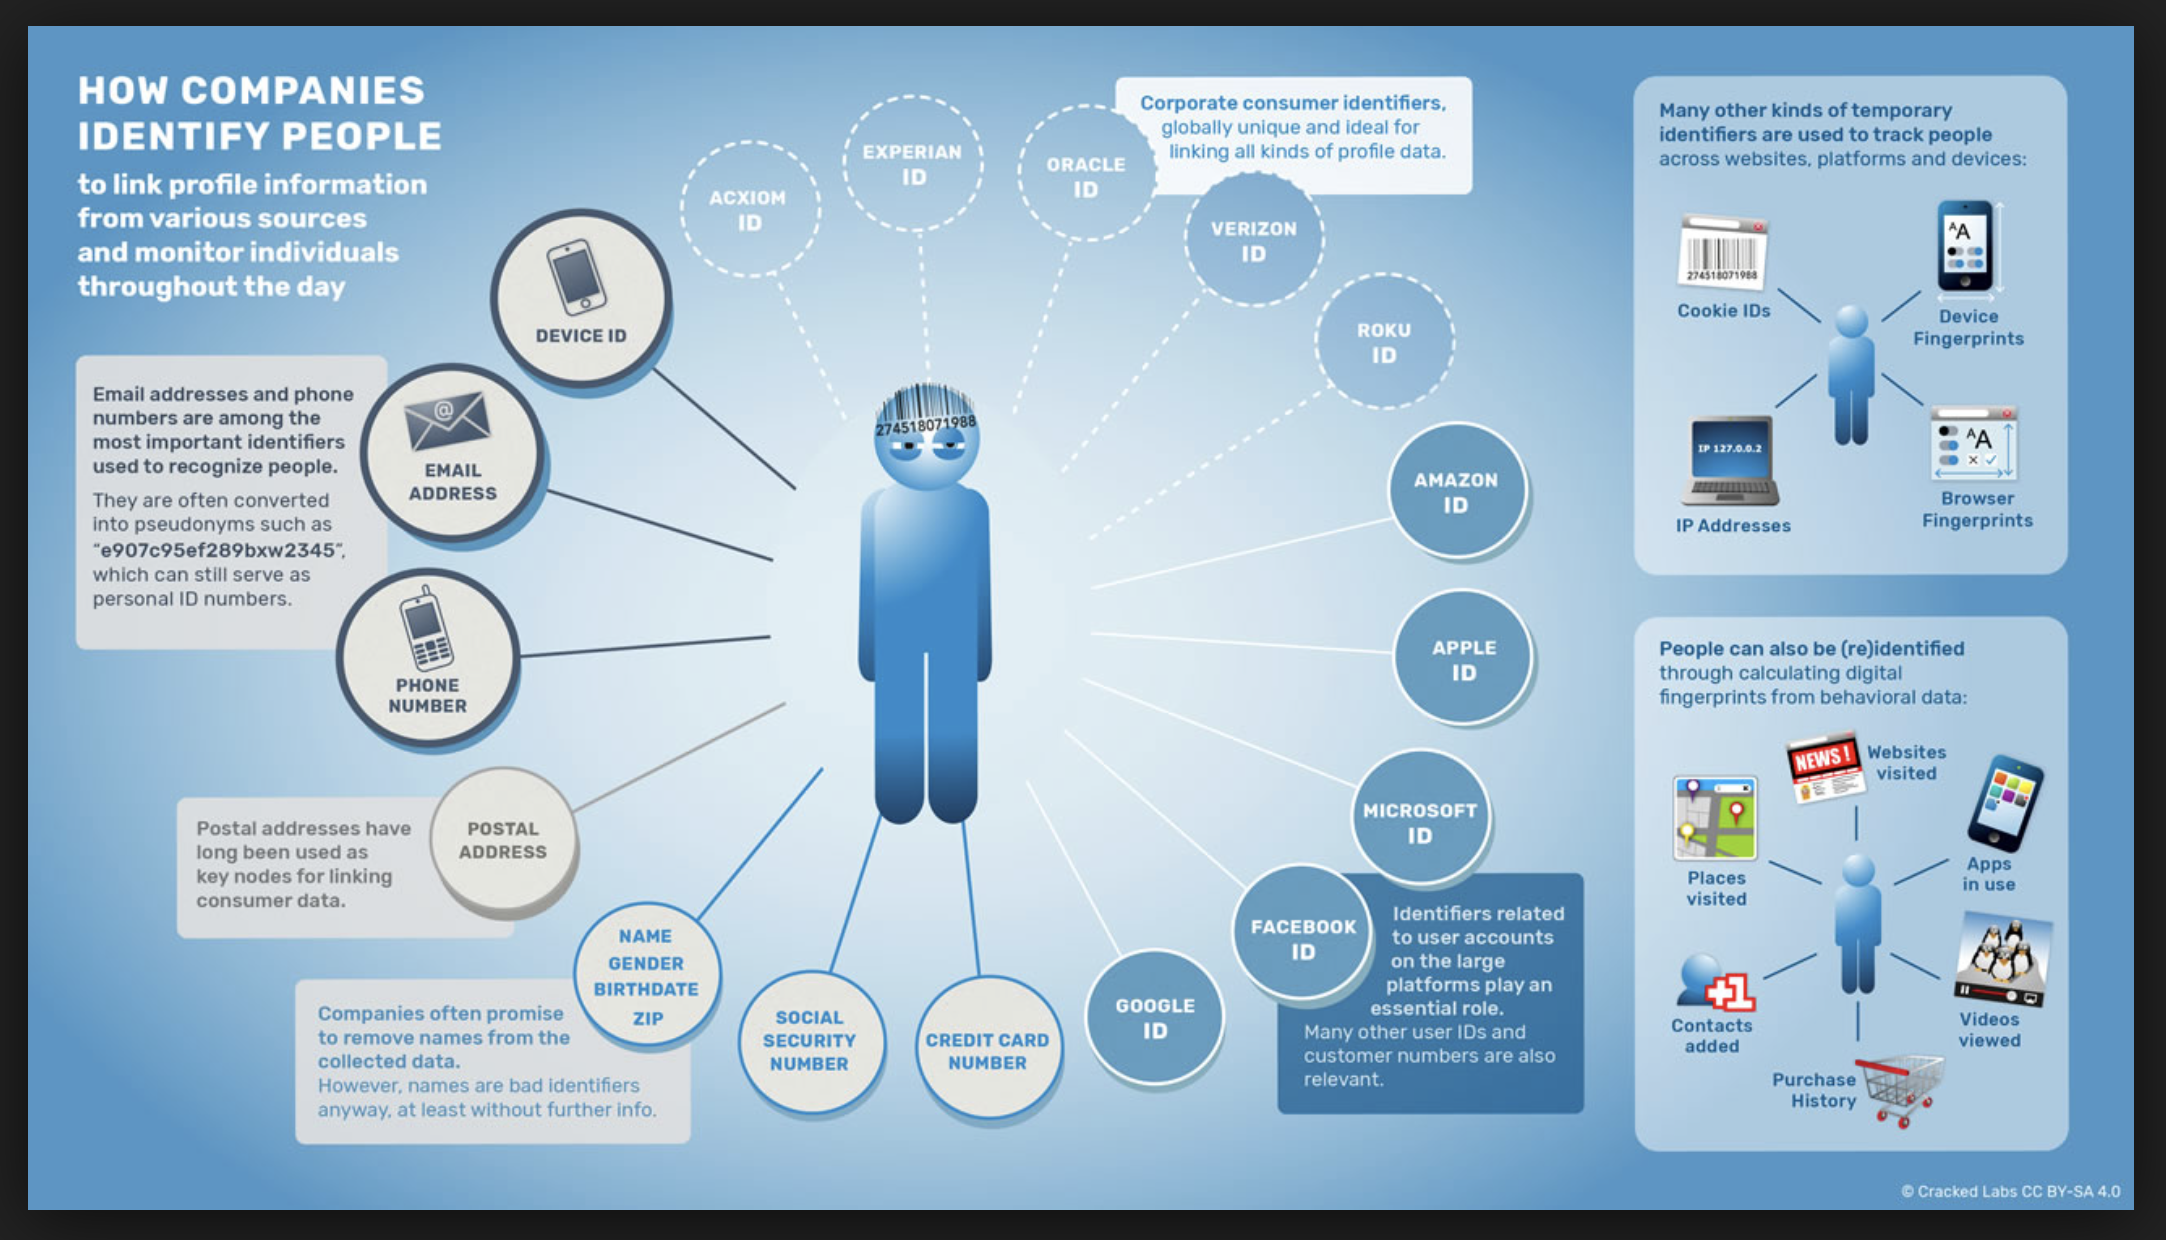 HOW COMPANIES
IDENTIFY PEOPLE
to link profile information
from various sources
and monitor individuals
throughout the day
DEVICE ID
Email addresses and phone
numbers are among the
most important identifiers
used to recognize people.
They are often converted
into pseudonyms such as
"e907c95ef289bxw2345",
which can still serve as
personal ID numbers.
@
EMAIL
ADDRESS
PHONE
NUMBER
Postal addresses have
long been used as
key nodes for linking
consumer data.
POSTAL
ADDRESS
Companies often promise
to remove names from the
collected data.
However, names are bad identifiers
anyway, at least without further info.
NAME
GENDER
BIRTHDATE
ZIP
SOCIAL
SECURITY
NUMBER
CREDIT CARD
NUMBER
274518071988
ACXIOM
ID
EXPERIAN
ID
ORACLE
ID
Corporate consumer identifiers,
globally unique and ideal for
linking all kinds of profile data.
VERIZON
ID
ROKU
ID
AMAZON
ID
APPLE
ID
MICROSOFT
ID
FACEBOOK
ID
GOOGLE
ID
Identifiers related
to user accounts
on the large
platforms play an
essential role.
Many other user IDs and
customer numbers are also
relevant.
Many other kinds of temporary
identifiers are used to track people
across websites, platforms and devices:
274518071988
Cookie IDs
AA
Device
Fingerprints
IP 127.0.0.2
IP Addresses
AA
Browser
Fingerprints
People can also be (re)identified
through calculating digital
fingerprints from behavioral data:
NEWS!
Websites
visited
Places
visited
Apps
in use
+1
Contacts
added
Videos
viewed
Purchase
History
© Cracked Labs CC BY-SA 4.0